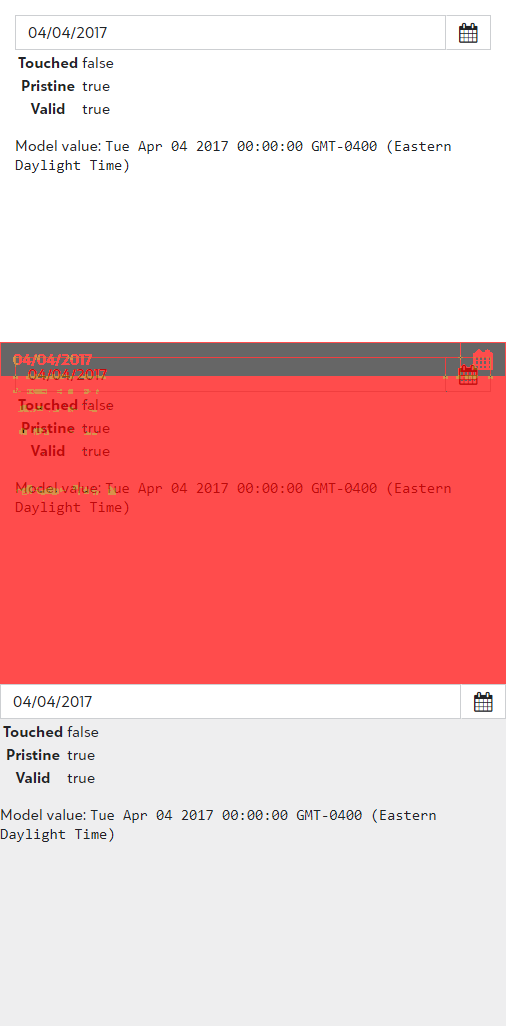 04/04/2017
Touched false
Pristine true
Valid true
Model value: Tue Apr 04 2017 00:00:00 GMT-0400 (Eastern
Daylight Time)
04/04/2017
04/04/2017
Touched false
Pristine true
Valid true
Model value: Tue Apr 04 2017 00:00:00 GMT-0400 (Eastern
Daylight Time)
04/04/2017
Touched false
Pristine true
Valid true
Model value: Tue Apr 04 2017 00:00:00 GMT-0400 (Eastern
Daylight Time)